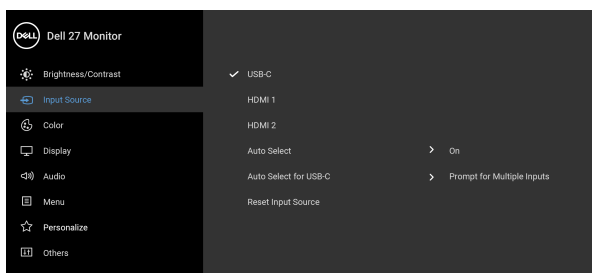 DELL Dell 27 Monitor
Brightness/Contrast
USB-C
Input Source
HDMI 1
Color
HDMI 2
Display
Auto Select On
Audio
Auto Select for USB-C Prompt for Multiple Inputs
Menu
Reset Input Source
Personalize
Others